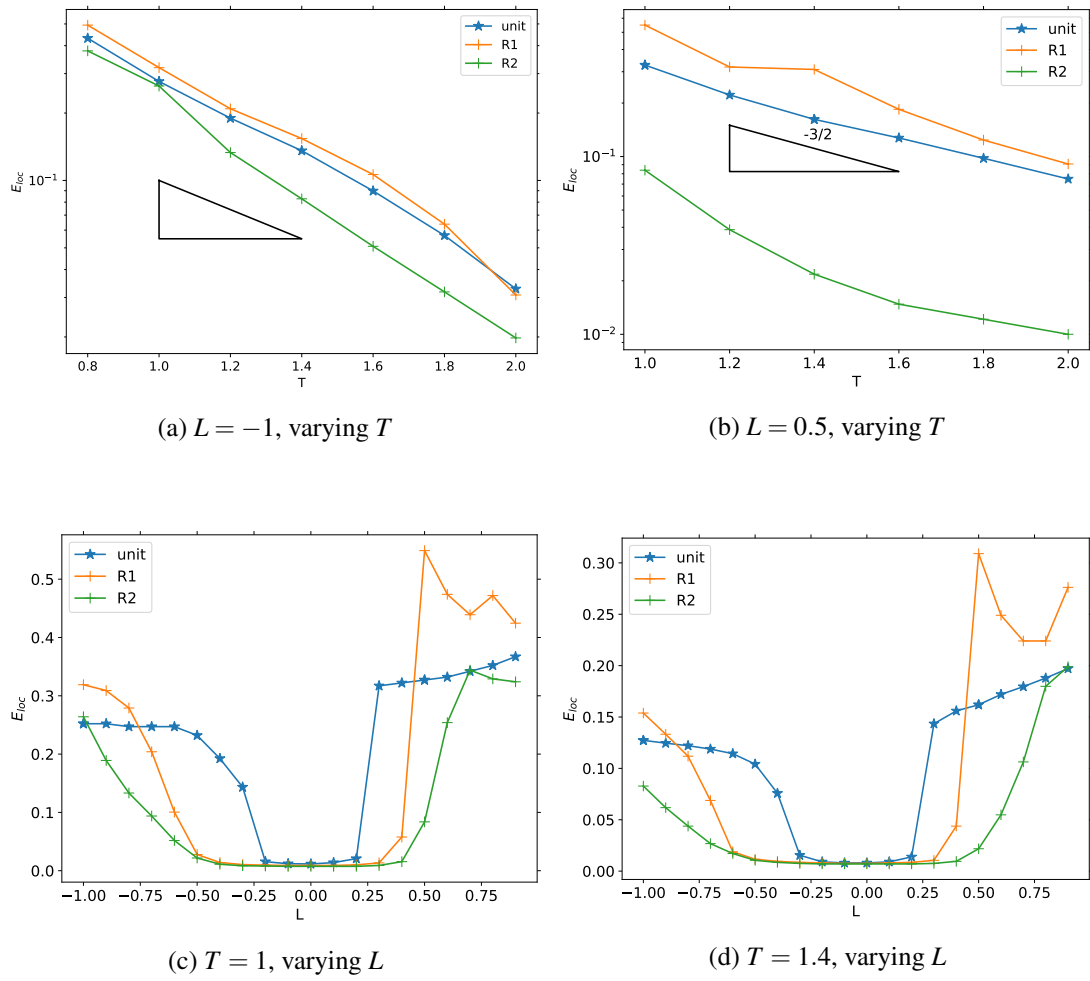 unit
R1
R2
10⁻¹
E_loc
0.8 1.0 1.2 1.4 1.6 1.8 2.0
T
(a) L = −1, varying T
unit
R1
R2
-3/2
10⁻¹
10⁻²
E_loc
1.0 1.2 1.4 1.6 1.8 2.0
T
(b) L = 0.5, varying T
unit
R1
R2
0.5
0.4
0.3
0.2
0.1
0.0
E_loc
−1.00 −0.75 −0.50 −0.25 0.00 0.25 0.50 0.75
L
(c) T = 1, varying L
unit
R1
R2
0.30
0.25
0.20
0.15
0.10
0.05
0.00
E_loc
−1.00 −0.75 −0.50 −0.25 0.00 0.25 0.50 0.75
L
(d) T = 1.4, varying L